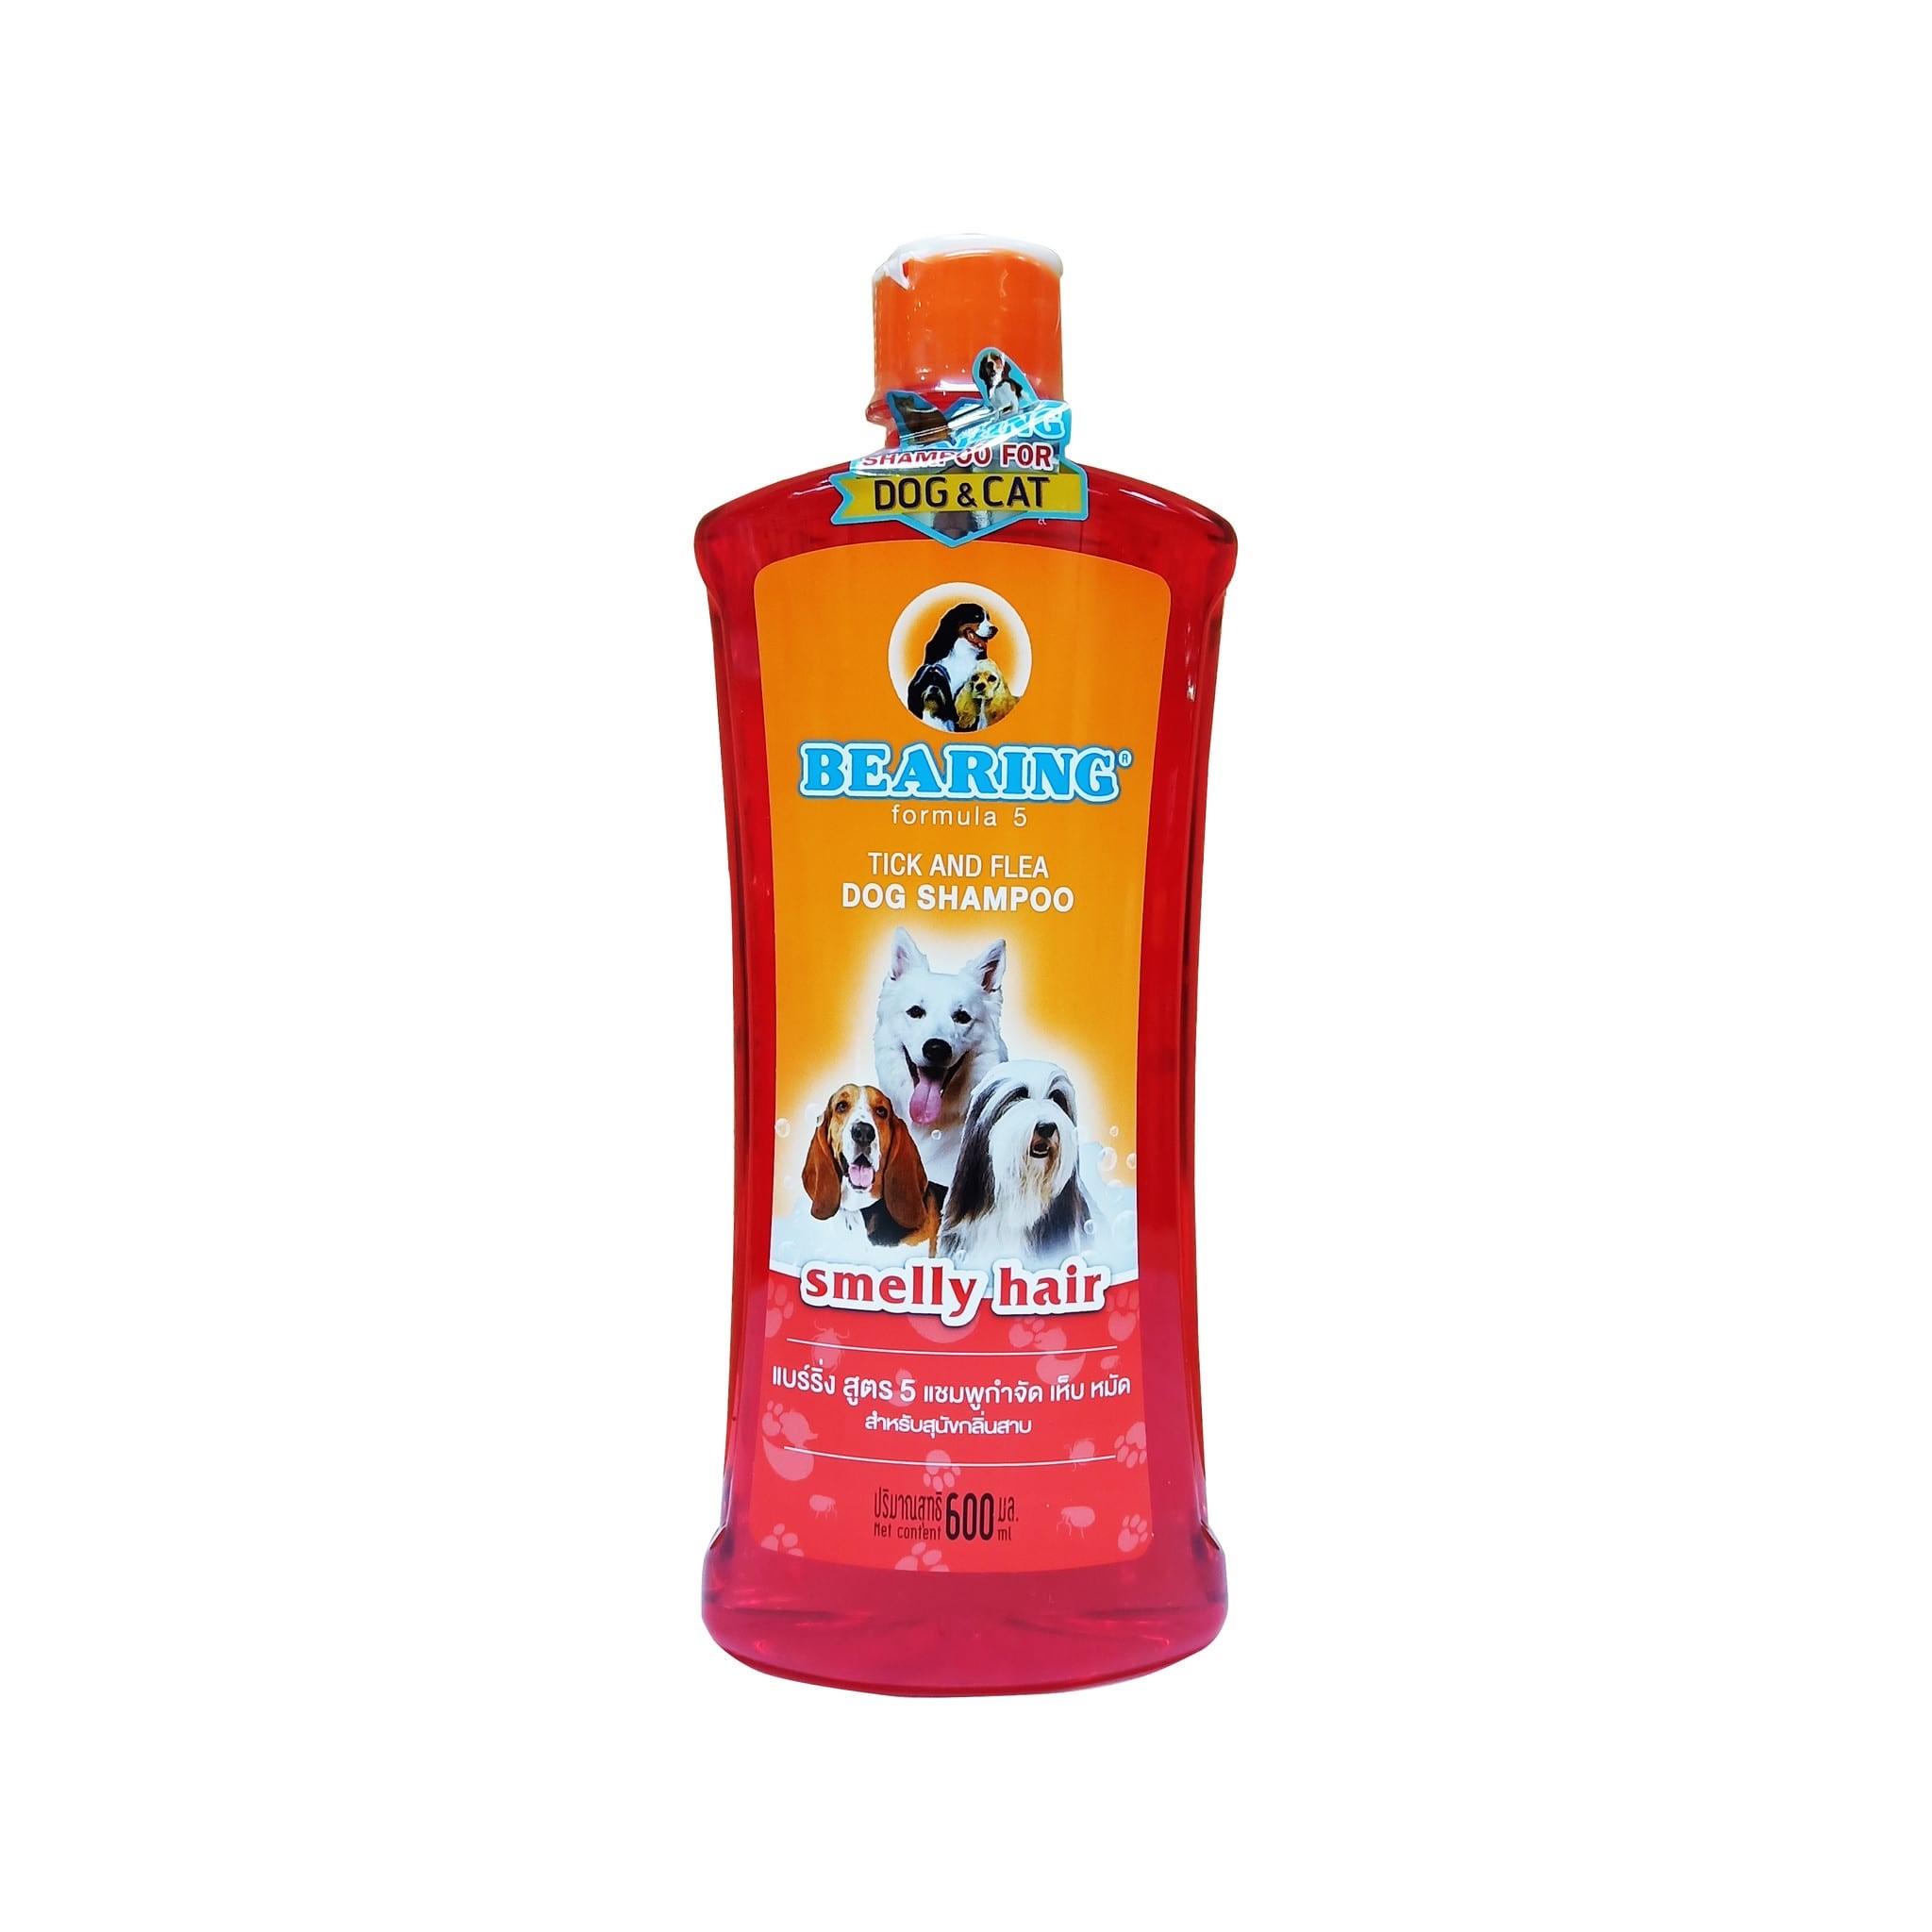 SHAMPOO FOR
DOG & CAT
BEARING®
formula 5
TICK AND FLEA
DOG SHAMPOO
smelly hair
แบร์ริ่ง สูตร 5 แชมพูกำจัด เห็บ หมัด
สำหรับสุนัขกลิ่นสาบ
ปริมาณสุทธิ 600 มล.
Net content ml